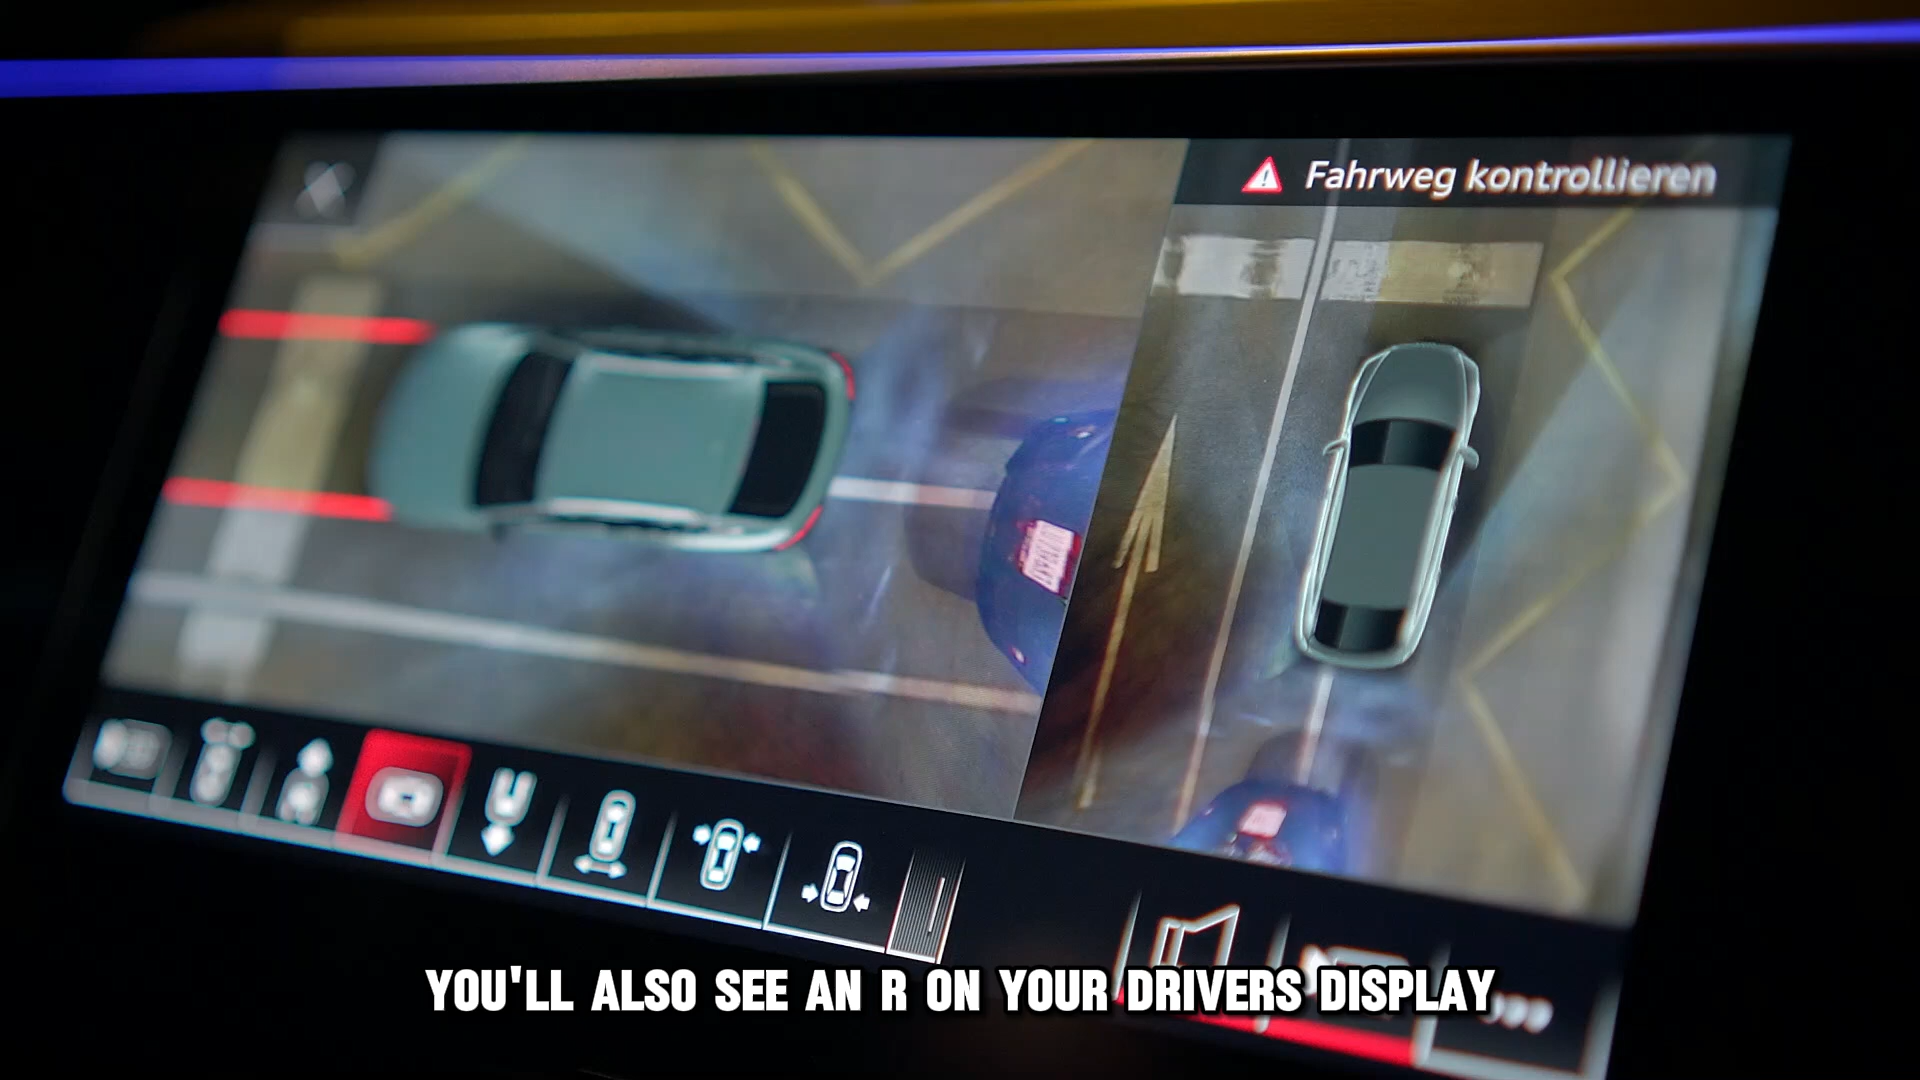 Fahrweg kontrollieren
YOU'LL ALSO SEE AN R ON YOUR DRIVERS DISPLAY